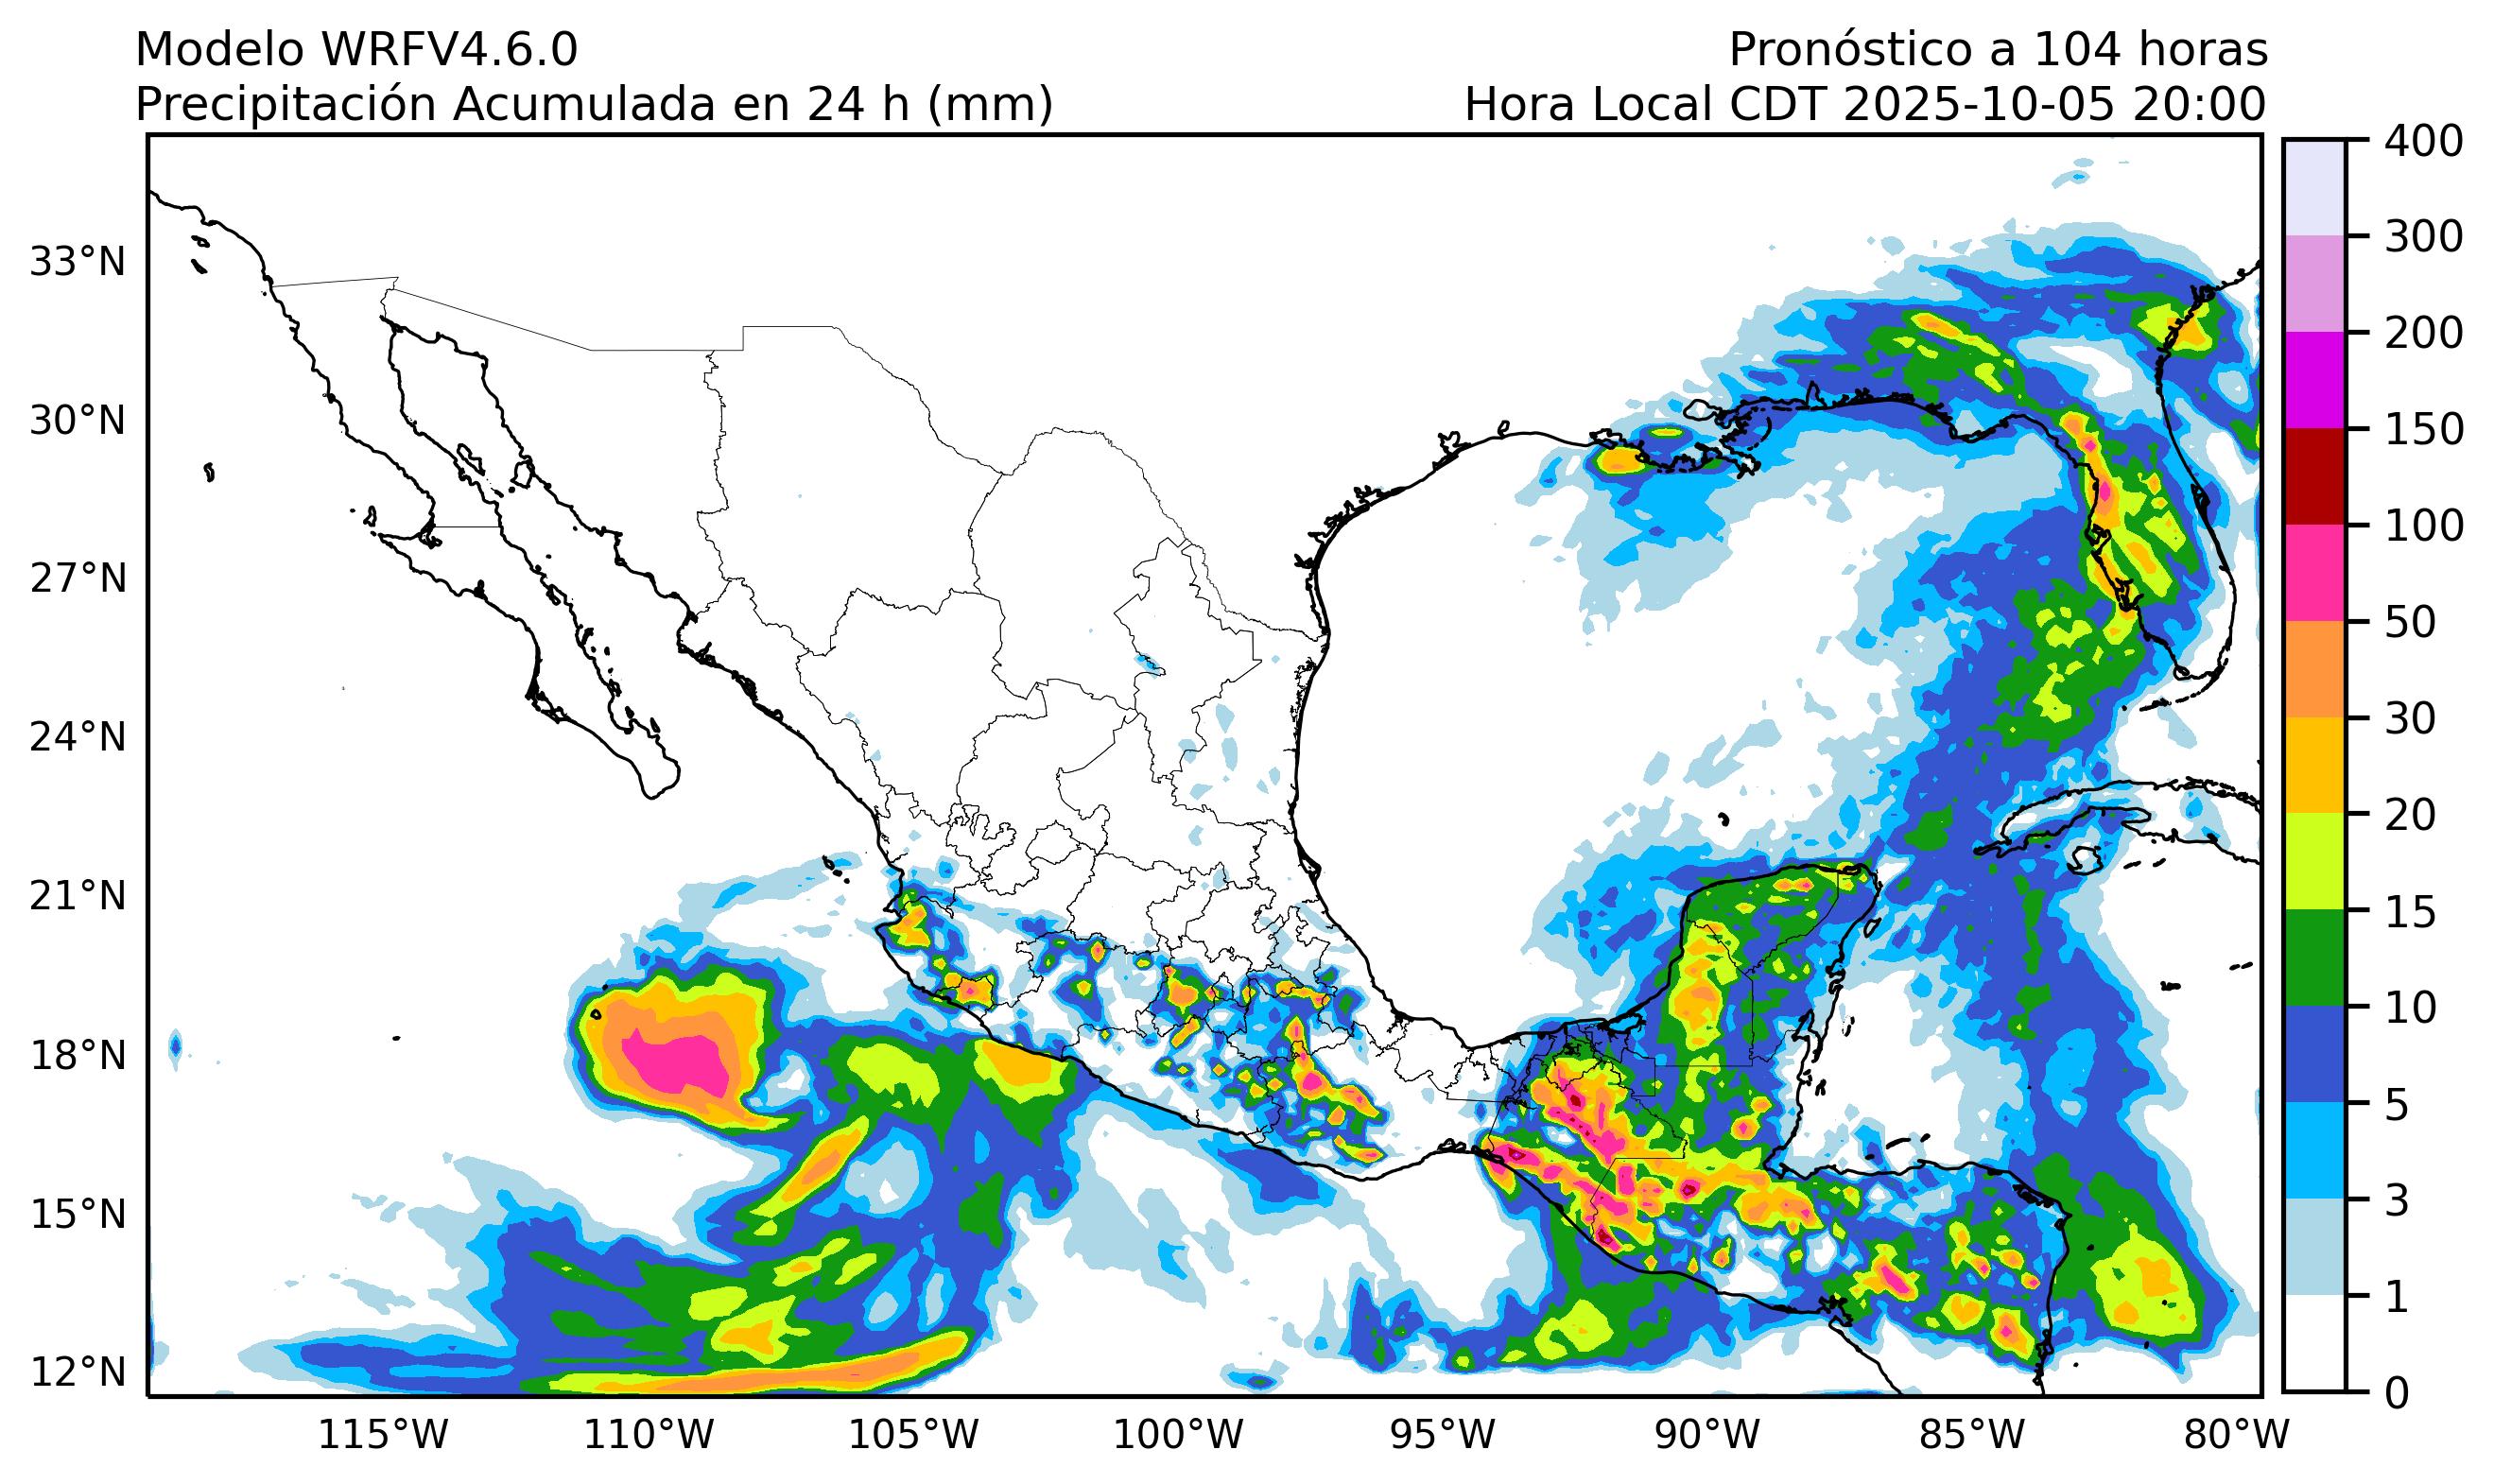 Modelo WRFV4.6.0
Pronóstico a 104 horas
Precipitación Acumulada en 24 h (mm)
Hora Local CDT 2025-10-05 20:00
33°N
30°N
27°N
24°N
21°N
18°N
15°N
12°N
115°W
110°W
105°W
100°W
95°W
90°W
85°W
80°W
400
300
200
150
100
50
30
20
15
10
5
3
1
0